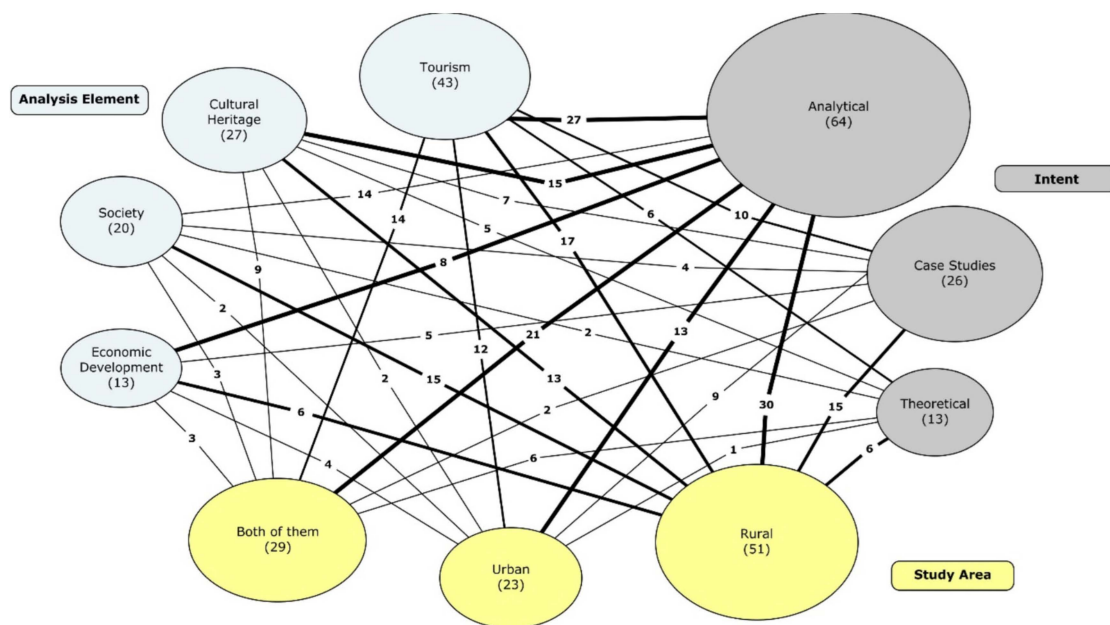 Tourism
(43)
Analytical
(64)
Analysis Element
Cultural
Heritage
(27)
27
15
Intent
14
7
Society
(20)
14
6
10
5
17
9
8
4
Case Studies
(26)
2
Economic
Development
(13)
5
21
13
2
12
3
2
15
13
9
2
30
15
Theoretical
(13)
6
3
4
6
1
6
Both of them
(29)
Urban
(23)
Rural
(51)
Study Area